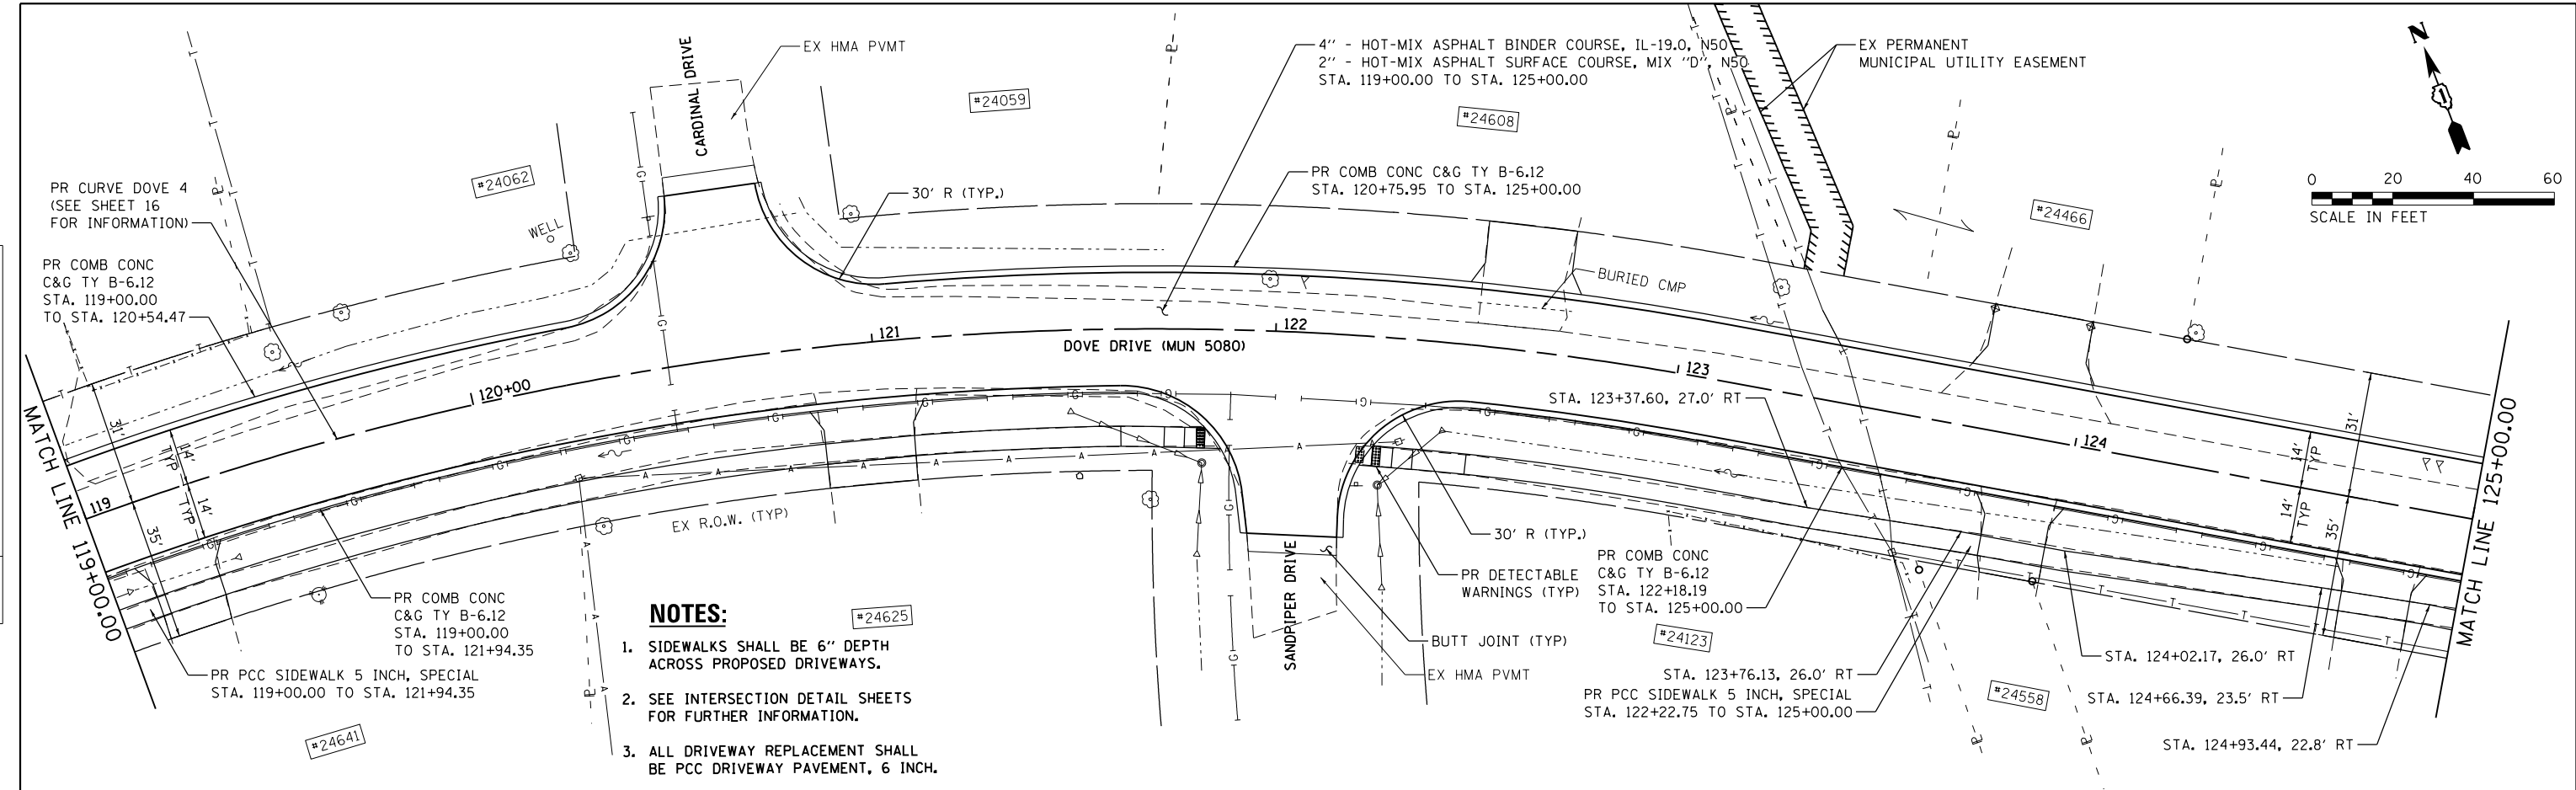 CARDINAL DRIVE
EX HMA PVMT
#24059
4" - HOT-MIX ASPHALT BINDER COURSE, IL-19.0, N50
2" - HOT-MIX ASPHALT SURFACE COURSE, MIX "D", N50
STA. 119+00.00 TO STA. 125+00.00
#24608
EX PERMANENT
MUNICIPAL UTILITY EASEMENT
N
0 20 40 60
SCALE IN FEET
#24466
PR CURVE DOVE 4
(SEE SHEET 16
FOR INFORMATION)
#24062
WELL
30' R (TYP.)
PR COMB CONC C&G TY B-6.12
STA. 120+75.95 TO STA. 125+00.00
BURIED CMP
PR COMB CONC
C&G TY B-6.12
STA. 119+00.00
TO STA. 120+54.47
119
120+00
121
122
123
124
DOVE DRIVE (MUN 5080)
MATCH LINE 119+00.00
31'
14'
TYP
14'
TYP
35'
STA. 123+37.60, 27.0' RT
31'
14'
TYP
14'
TYP
35'
MATCH LINE 125+00.00
EX R.O.W. (TYP)
PR COMB CONC
C&G TY B-6.12
STA. 119+00.00
TO STA. 121+94.35
PR PCC SIDEWALK 5 INCH, SPECIAL
STA. 119+00.00 TO STA. 121+94.35
#24641
NOTES:
#24625
1. SIDEWALKS SHALL BE 6" DEPTH
ACROSS PROPOSED DRIVEWAYS.
2. SEE INTERSECTION DETAIL SHEETS
FOR FURTHER INFORMATION.
3. ALL DRIVEWAY REPLACEMENT SHALL
BE PCC DRIVEWAY PAVEMENT, 6 INCH.
SANDPIPER DRIVE
30' R (TYP.)
PR DETECTABLE
WARNINGS (TYP)
BUTT JOINT (TYP)
EX HMA PVMT
PR COMB CONC
C&G TY B-6.12
STA. 122+18.19
TO STA. 125+00.00
#24123
STA. 123+76.13, 26.0' RT
PR PCC SIDEWALK 5 INCH, SPECIAL
STA. 122+22.75 TO STA. 125+00.00
#24558
STA. 124+02.17, 26.0' RT
STA. 124+66.39, 23.5' RT
STA. 124+93.44, 22.8' RT